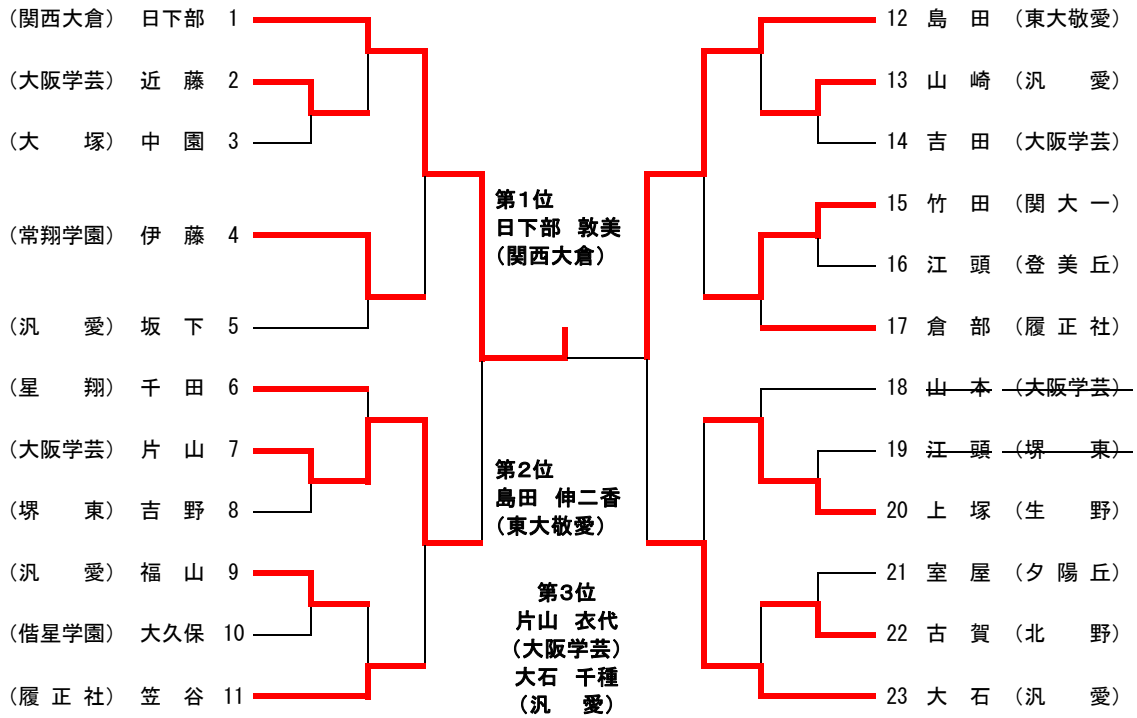 (関西大倉) 日下部 1
(大阪学芸) 近 藤 2
(大 塚) 中 園 3
(常翔学園) 伊 藤 4
(汎 愛) 坂 下 5
(星 翔) 千 田 6
(大阪学芸) 片 山 7
(堺 東) 吉 野 8
(汎 愛) 福 山 9
(偕星学園) 大久保 10
(履 正 社) 笠 谷 11
第1位
日下部 敦美
(関西大倉)
第2位
島田 伸二香
(東大敬愛)
第3位
片山 衣代
(大阪学芸)
大石 千種
(汎 愛)
12 島 田 (東大敬愛)
13 山 崎 (汎 愛)
14 吉 田 (大阪学芸)
15 竹 田 (関 大 一)
16 江 頭 (登 美 丘)
17 倉 部 (履 正 社)
18 山 本 (大阪学芸)
19 江 頭 (堺 東)
20 上 塚 (生 野)
21 室 屋 (夕 陽 丘)
22 古 賀 (北 野)
23 大 石 (汎 愛)